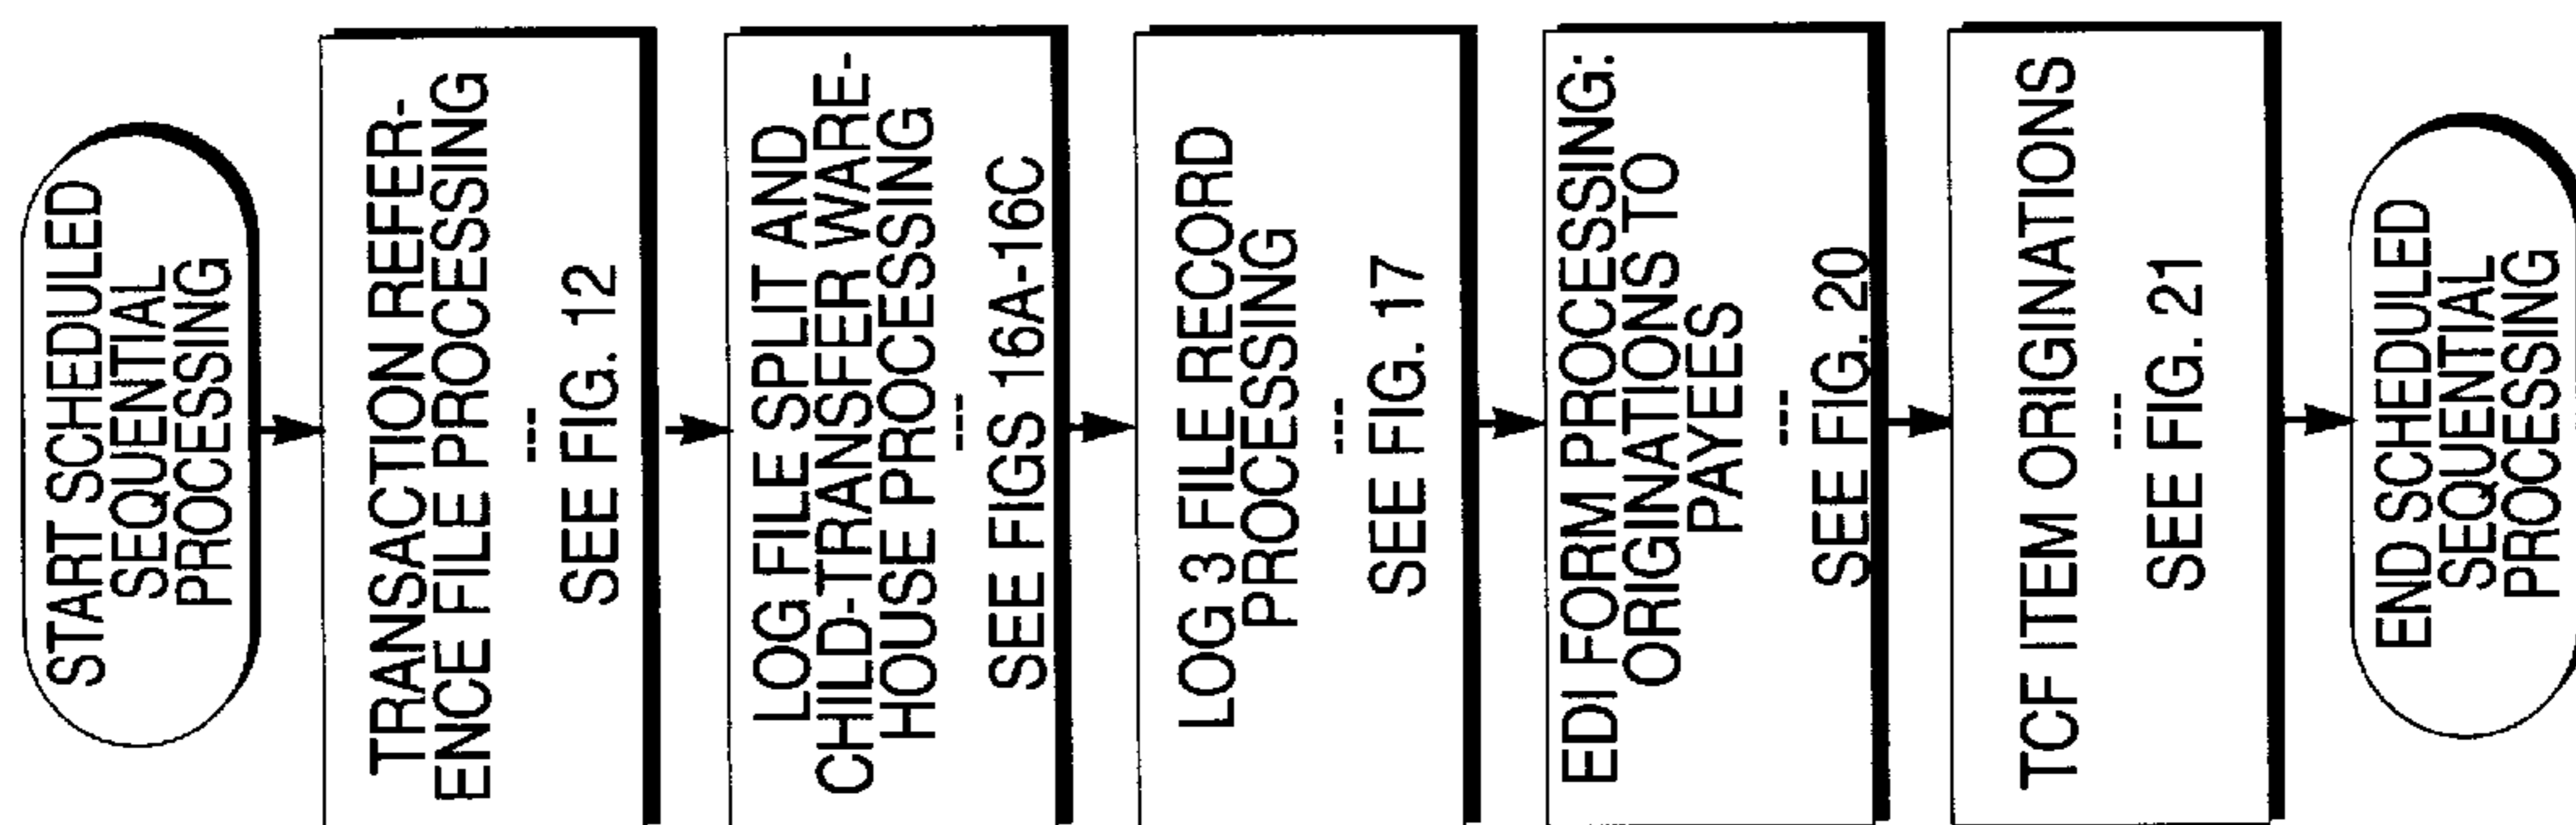 START SCHEDULED
SEQUENTIAL
PROCESSING
TRANSACTION REFER-
ENCE FILE PROCESSING
---
SEE FIG. 12
LOG FILE SPLIT AND
CHILD-TRANSFER WARE-
HOUSE PROCESSING
---
SEE FIGS 16A-16C
LOG 3 FILE RECORD
PROCESSING
---
SEE FIG. 17
EDI FORM PROCESSING:
ORIGINATIONS TO
PAYEES
---
SEE FIG. 20
TCF ITEM ORIGINATIONS
---
SEE FIG. 21
END SCHEDULED
SEQUENTIAL
PROCESSING